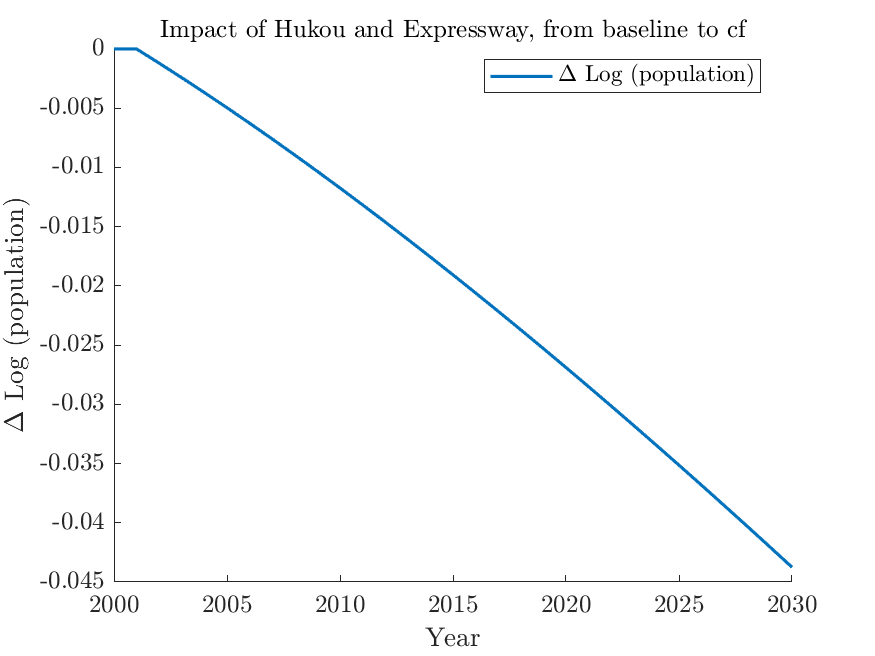 Impact of Hukou and Expressway, from baseline to cf
Δ Log (population)
0
-0.005
-0.01
-0.015
-0.02
-0.025
-0.03
-0.035
-0.04
-0.045
Δ Log (population)
2000 2005 2010 2015 2020 2025 2030
Year